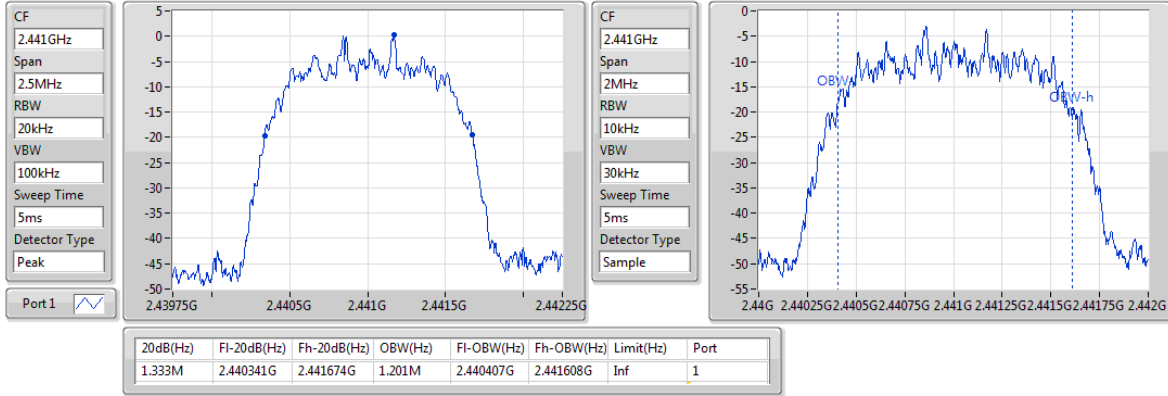 CF
2.441GHz
Span
2.5MHz
RBW
20kHz
VBW
100kHz
Sweep Time
5ms
Detector Type
Peak
Port 1
5
0
-5
-10
-15
-20
-25
-30
-35
-40
-45
-50
2.43975G 2.4405G 2.441G 2.4415G 2.44225G
CF
2.441GHz
Span
2MHz
RBW
10kHz
VBW
30kHz
Sweep Time
5ms
Detector Type
Sample
0
-5
-10
-15
-20
-25
-30
-35
-40
-45
-50
-55
OBW-h
2.44G 2.44025G 2.4405G 2.44075G 2.441G 2.44125G 2.4415G 2.44175G 2.442G
20dB(Hz) Fl-20dB(Hz) Fh-20dB(Hz) OBW(Hz) Fl-OBW(Hz) Fh-OBW(Hz) Limit(Hz) Port
1.333M 2.440341G 2.441674G 1.201M 2.440407G 2.441608G Inf 1